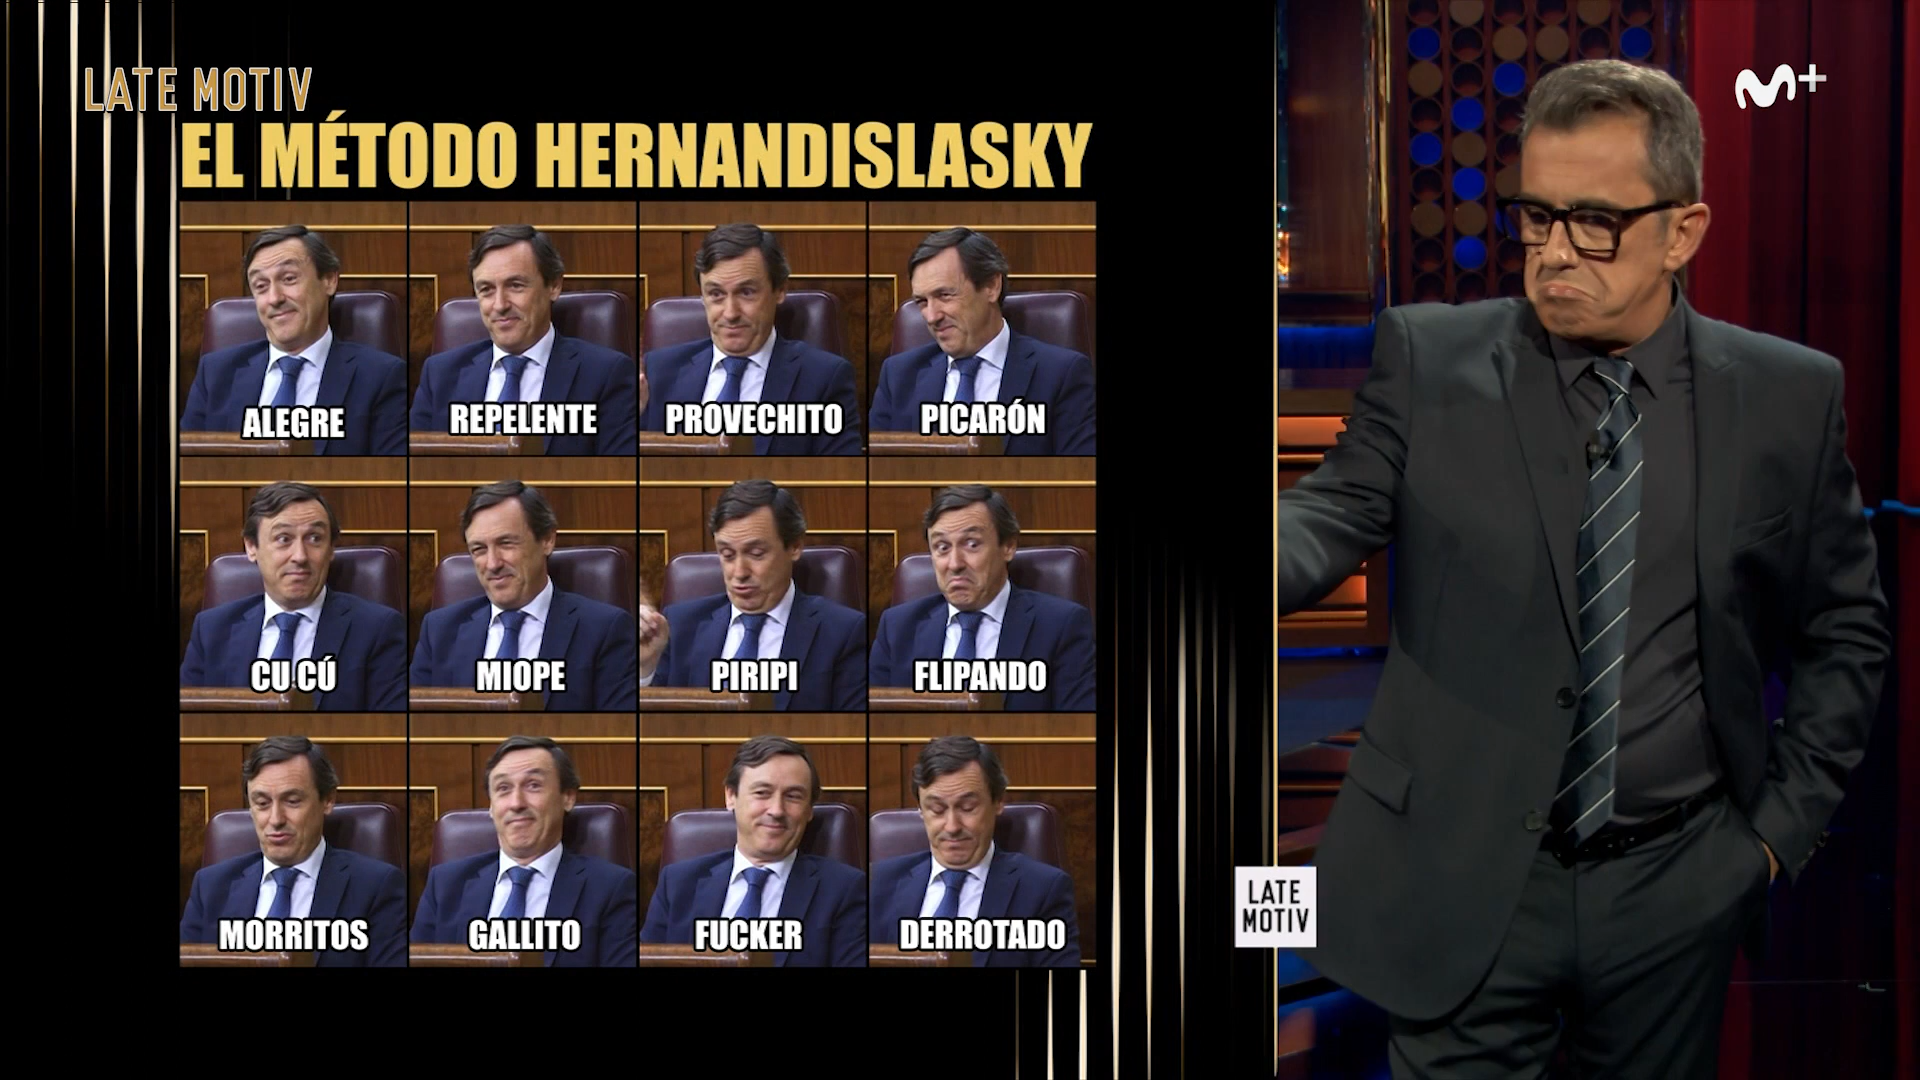 LATE MOTIV
M+
EL MÉTODO HERNANDISLASKY
ALEGRE
REPELENTE
PROVECHITO
PICARÓN
CU CÚ
MIOPE
PIRIPI
FLIPANDO
MORRITOS
GALLITO
FUCKER
DERROTADO
LATE
MOTIV